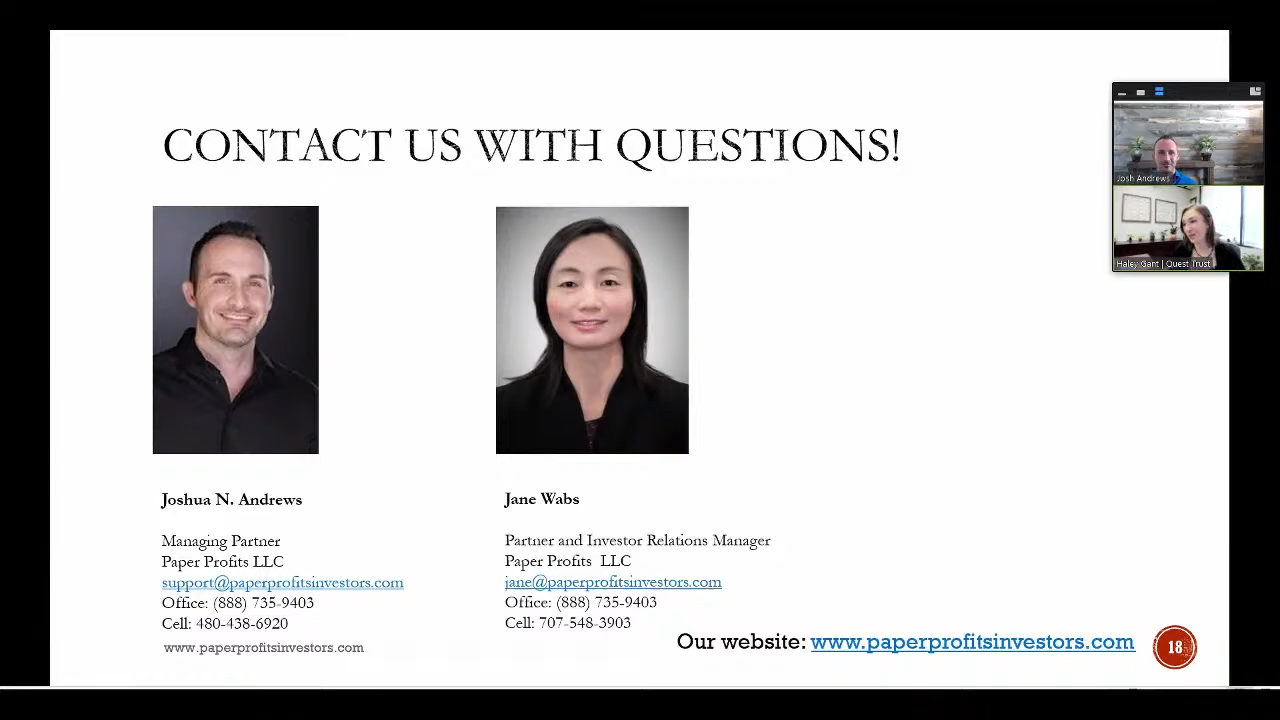 CONTACT US WITH QUESTIONS!
Josh Andrews
Haley Gant | Quest Trust
Joshua N. Andrews
Managing Partner
Paper Profits LLC
support@paperprofitsinvestors.com
Office: (888) 735-9403
Cell: 480-438-6920
www.paperprofitsinvestors.com
Jane Wabs
Partner and Investor Relations Manager
Paper Profits LLC
jane@paperprofitsinvestors.com
Office: (888) 735-9403
Cell: 707-548-3903
Our website: www.paperprofitsinvestors.com
18